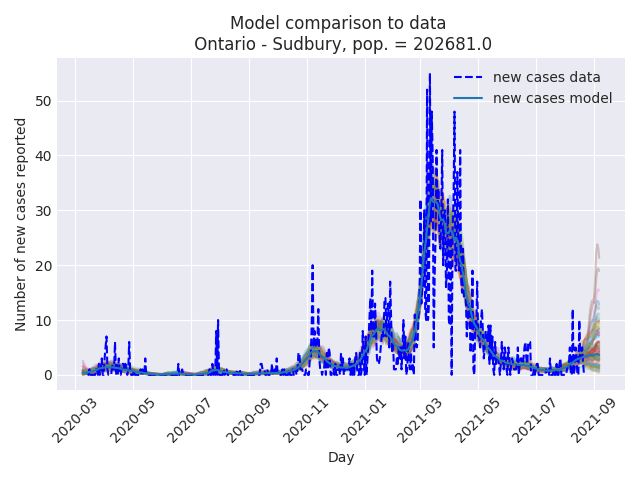 Model comparison to data
Ontario - Sudbury, pop. = 202681.0
new cases data
new cases model
Number of new cases reported
50
40
30
20
10
0
2020-03
2020-05
2020-07
2020-09
2020-11
2021-01
2021-03
2021-05
2021-07
2021-09
Day